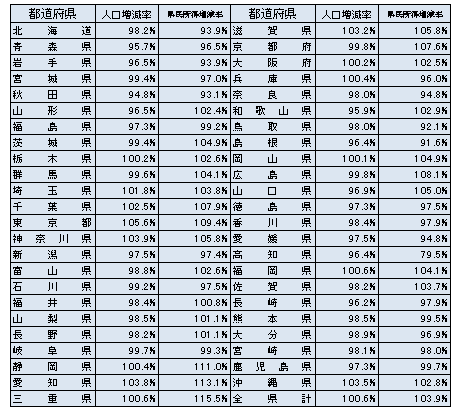 都道府県 人口増減率 県民所得増減率 都道府県 人口増減率 県民所得増減率
北海道 98.2% 93.9% 滋賀県 103.2% 105.8%
青森県 95.7% 96.5% 京都府 99.8% 107.6%
岩手県 96.5% 93.9% 大阪府 100.2% 102.5%
宮城県 99.4% 97.0% 兵庫県 100.4% 96.0%
秋田県 94.8% 93.1% 奈良県 98.0% 94.8%
山形県 96.5% 102.4% 和歌山県 95.9% 102.9%
福島県 97.3% 99.2% 鳥取県 98.0% 92.1%
茨城県 99.4% 104.9% 島根県 96.4% 91.6%
栃木県 100.2% 102.6% 岡山県 100.1% 104.9%
群馬県 99.6% 104.1% 広島県 99.8% 108.1%
埼玉県 101.8% 103.8% 山口県 96.9% 105.0%
千葉県 102.5% 107.9% 徳島県 97.3% 97.5%
東京都 105.6% 109.4% 香川県 98.4% 97.9%
神奈川県 103.9% 105.8% 愛媛県 97.5% 94.8%
新潟県 97.5% 97.4% 高知県 96.4% 79.5%
富山県 98.8% 102.6% 福岡県 100.6% 104.1%
石川県 99.2% 97.5% 佐賀県 98.2% 103.7%
福井県 98.4% 100.8% 長崎県 96.2% 97.9%
山梨県 98.5% 101.1% 熊本県 98.5% 99.5%
長野県 98.2% 101.1% 大分県 98.9% 96.9%
岐阜県 99.7% 99.3% 宮崎県 98.1% 98.0%
静岡県 100.4% 111.0% 鹿児島県 97.3% 99.7%
愛知県 103.8% 113.1% 沖縄県 103.5% 102.8%
三重県 100.6% 115.5% 全県計 100.6% 103.9%